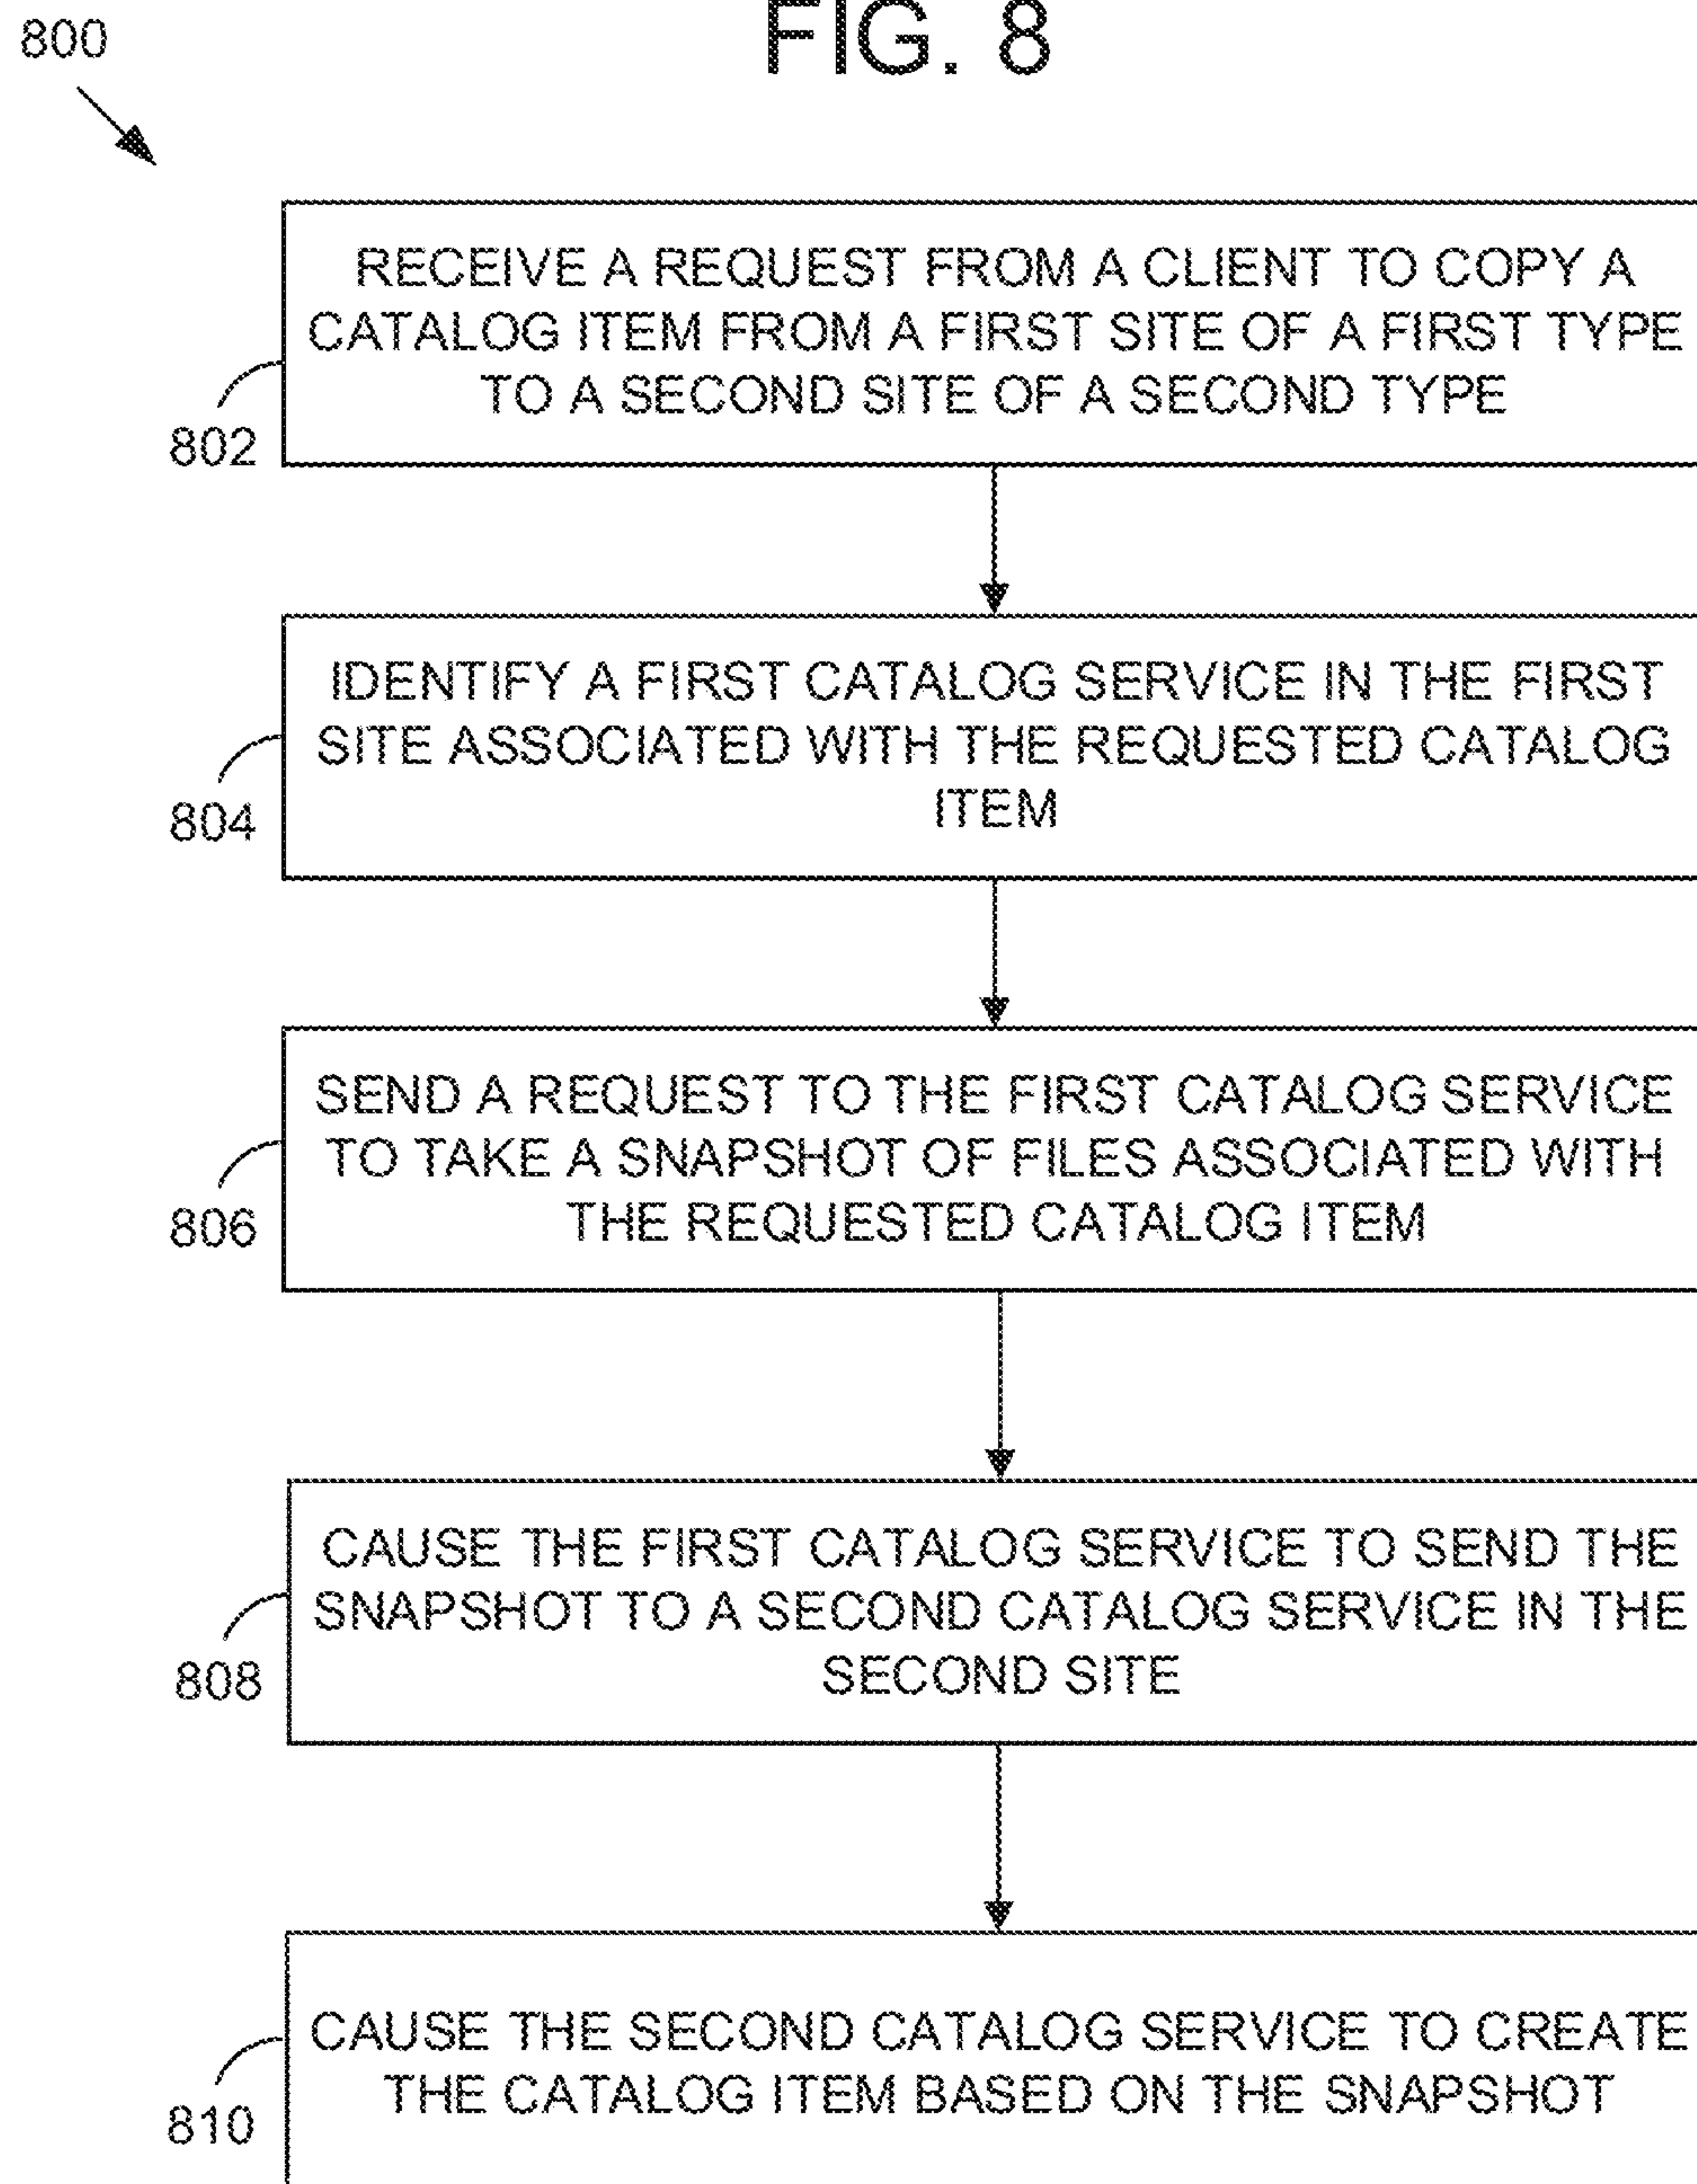 FIG. 8
800
RECEIVE A REQUEST FROM A CLIENT TO COPY A
CATALOG ITEM FROM A FIRST SITE OF A FIRST TYPE
TO A SECOND SITE OF A SECOND TYPE
802
IDENTIFY A FIRST CATALOG SERVICE IN THE FIRST
SITE ASSOCIATED WITH THE REQUESTED CATALOG
ITEM
804
SEND A REQUEST TO THE FIRST CATALOG SERVICE
TO TAKE A SNAPSHOT OF FILES ASSOCIATED WITH
THE REQUESTED CATALOG ITEM
806
CAUSE THE FIRST CATALOG SERVICE TO SEND THE
SNAPSHOT TO A SECOND CATALOG SERVICE IN THE
SECOND SITE
808
CAUSE THE SECOND CATALOG SERVICE TO CREATE
THE CATALOG ITEM BASED ON THE SNAPSHOT
810